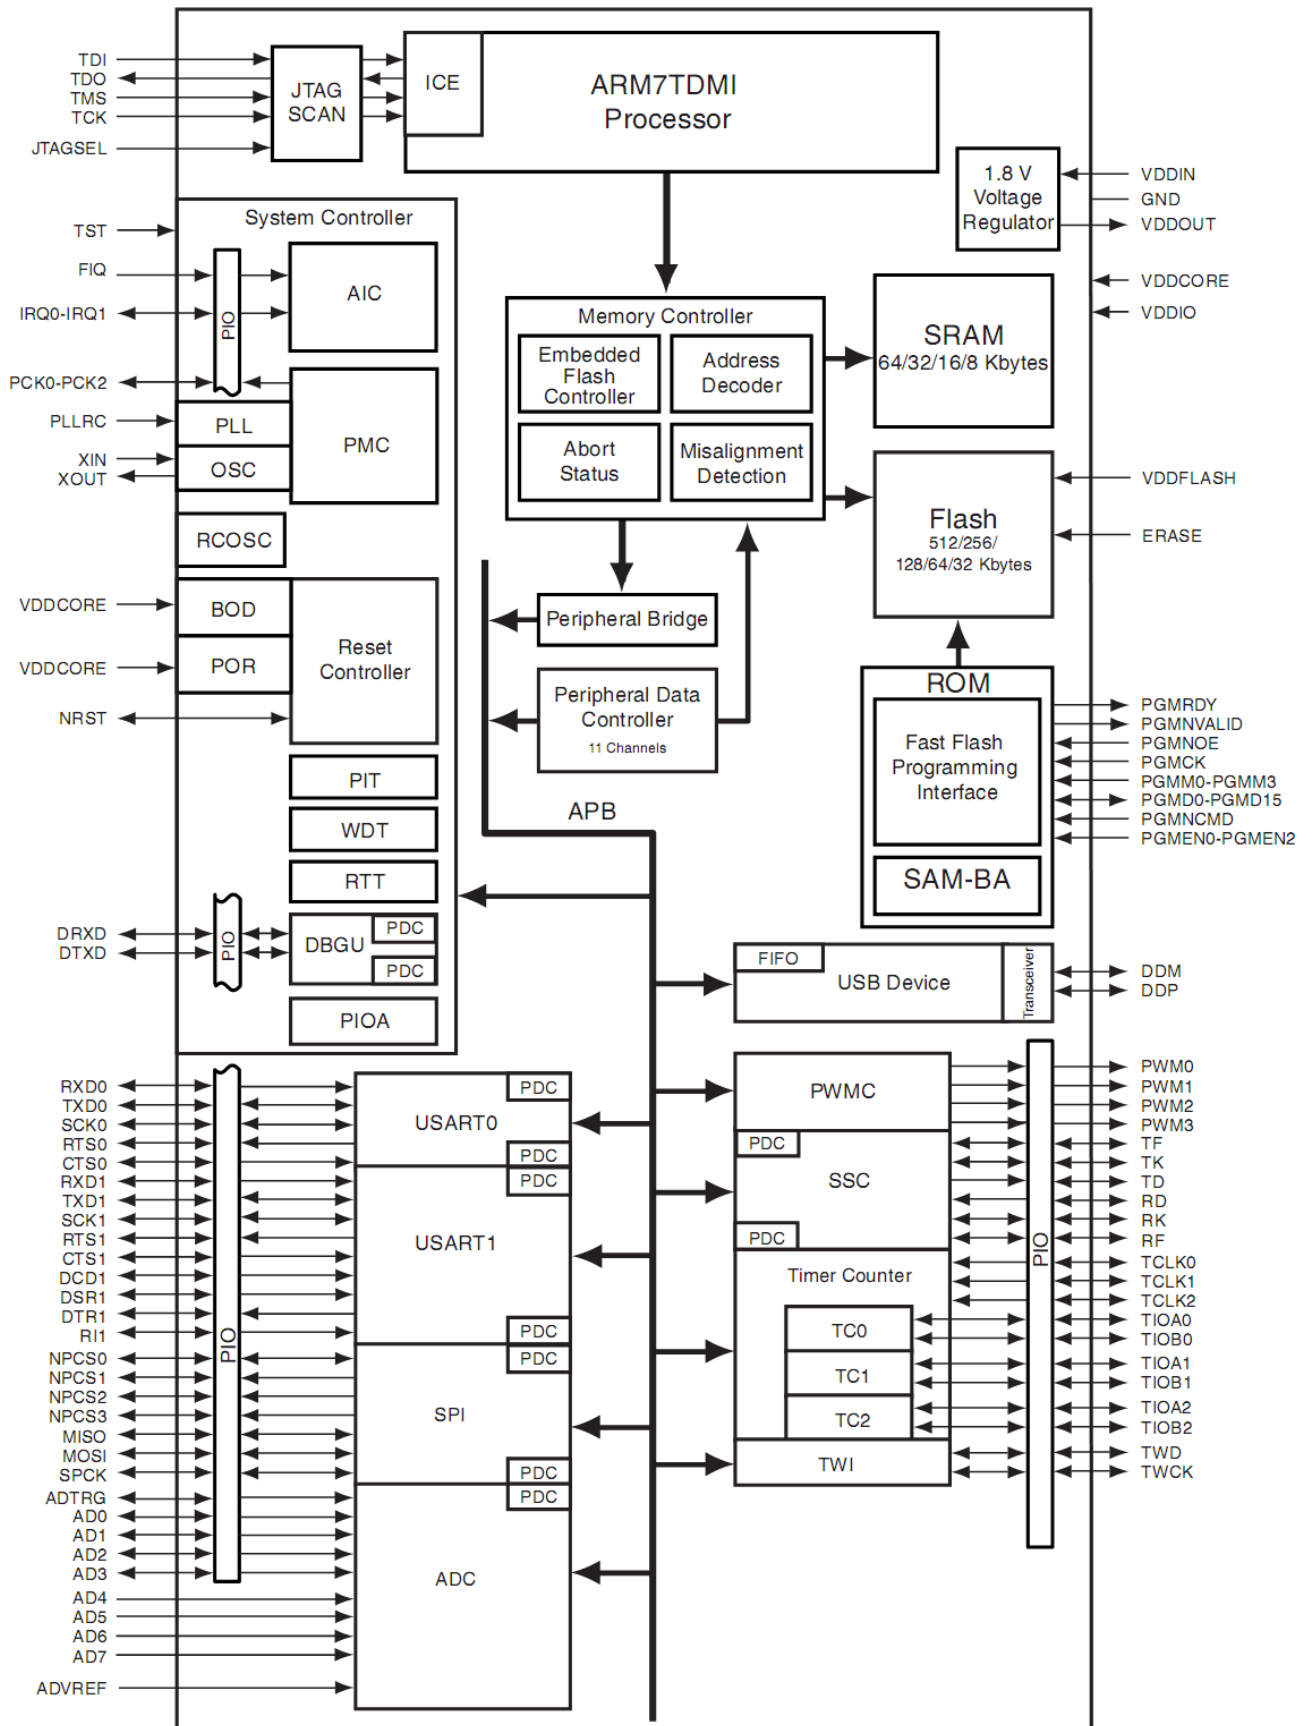 TDI
TDO
TMS
TCK
JTAGSEL
JTAG
SCAN
ICE
ARM7TDMI
Processor
1.8 V
Voltage
Regulator
VDDIN
GND
VDDOUT
VDDCORE
VDDIO
System Controller
TST
FIQ
IRQ0-IRQ1
PCK0-PCK2
PLLRC
XIN
XOUT
PIO
AIC
PLL
OSC
PMC
RCOSC
VDDCORE
VDDCORE
NRST
BOD
POR
Reset
Controller
PIT
WDT
RTT
DRXD
DTXD
PIO
DBGU
PDC
PDC
PIOA
Memory Controller
Embedded
Flash
Controller
Address
Decoder
Abort
Status
Misalignment
Detection
SRAM
64/32/16/8 Kbytes
Flash
512/256/
128/64/32 Kbytes
VDDFLASH
ERASE
Peripheral Bridge
Peripheral Data
Controller
11 Channels
APB
ROM
Fast Flash
Programming
Interface
SAM-BA
PGMRDY
PGMNVALID
PGMNOE
PGMCK
PGMM0-PGMM3
PGMD0-PGMD15
PGMNCMD
PGMEN0-PGMEN2
FIFO
USB Device
Transceiver
DDM
DDP
RXD0
TXD0
SCK0
RTS0
CTS0
RXD1
TXD1
SCK1
RTS1
CTS1
DCD1
DSR1
DTR1
RI1
NPCS0
NPCS1
NPCS2
NPCS3
MISO
MOSI
SPCK
ADTRG
AD0
AD1
AD2
AD3
AD4
AD5
AD6
AD7
ADVREF
PIO
PDC
USART0
PDC
PDC
USART1
PDC
PDC
SPI
PDC
PDC
ADC
PWMC
PDC
SSC
PDC
Timer Counter
TC0
TC1
TC2
TWI
PIO
PWM0
PWM1
PWM2
PWM3
TF
TK
TD
RD
RK
RF
TCLK0
TCLK1
TCLK2
TIOA0
TIOB0
TIOA1
TIOB1
TIOA2
TIOB2
TWD
TWCK